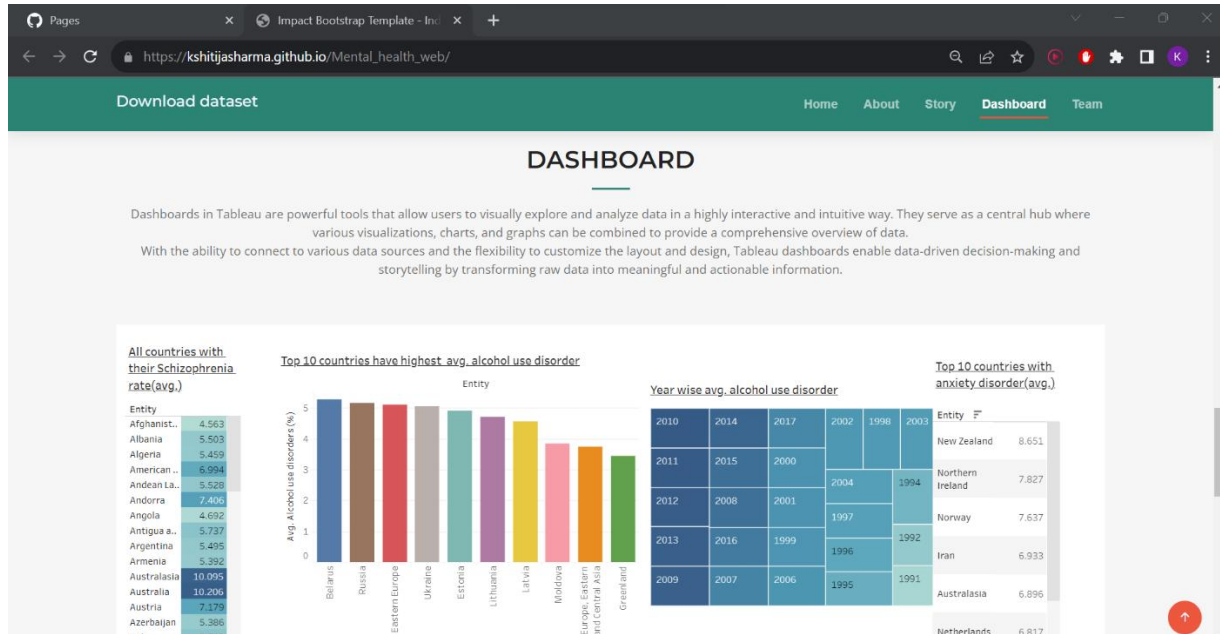 Pages
Impact Bootstrap Template - Ind
https://kshitijasharma.github.io/Mental_health_web/
K
Download dataset
Home About Story Dashboard Team
DASHBOARD
Dashboards in Tableau are powerful tools that allow users to visually explore and analyze data in a highly interactive and intuitive way. They serve as a central hub where
various visualizations, charts, and graphs can be combined to provide a comprehensive overview of data.
With the ability to connect to various data sources and the flexibility to customize the layout and design, Tableau dashboards enable data-driven decision-making and
storytelling by transforming raw data into meaningful and actionable information.
All countries with
their Schizophrenia
rate(avg.)
Entity
Afghanist.. 4.563
Albania 5.503
Algeria 5.459
American .. 6.994
Andean La.. 5.528
Andorra 7.406
Angola 4.692
Antigua a.. 5.737
Argentina 5.495
Armenia 5.392
Australasia 10.095
Australia 10.206
Austria 7.179
Azerbaijan 5.386
Top 10 countries have highest avg. alcohol use disorder
Entity
Avg. Alcohol use disorders (%)
5
4
3
2
1
0
Belarus
Russia
Eastern Europe
Ukraine
Estonia
Lithuania
Latvia
Moldova
Europe, Eastern
and Central Asia
Greenland
Year wise avg. alcohol use disorder
2010 2014 2017 2002 1998 2003
2011 2015 2000
2004 1994
2012 2008 2001
1997
2013 2016 1999 1992
1996
2009 2007 2006 1995 1991
Top 10 countries with
anxiety disorder(avg.)
Entity
New Zealand 8.651
Northern
Ireland 7.827
Norway 7.637
Iran 6.933
Australasia 6.896
Netherlands 6.817